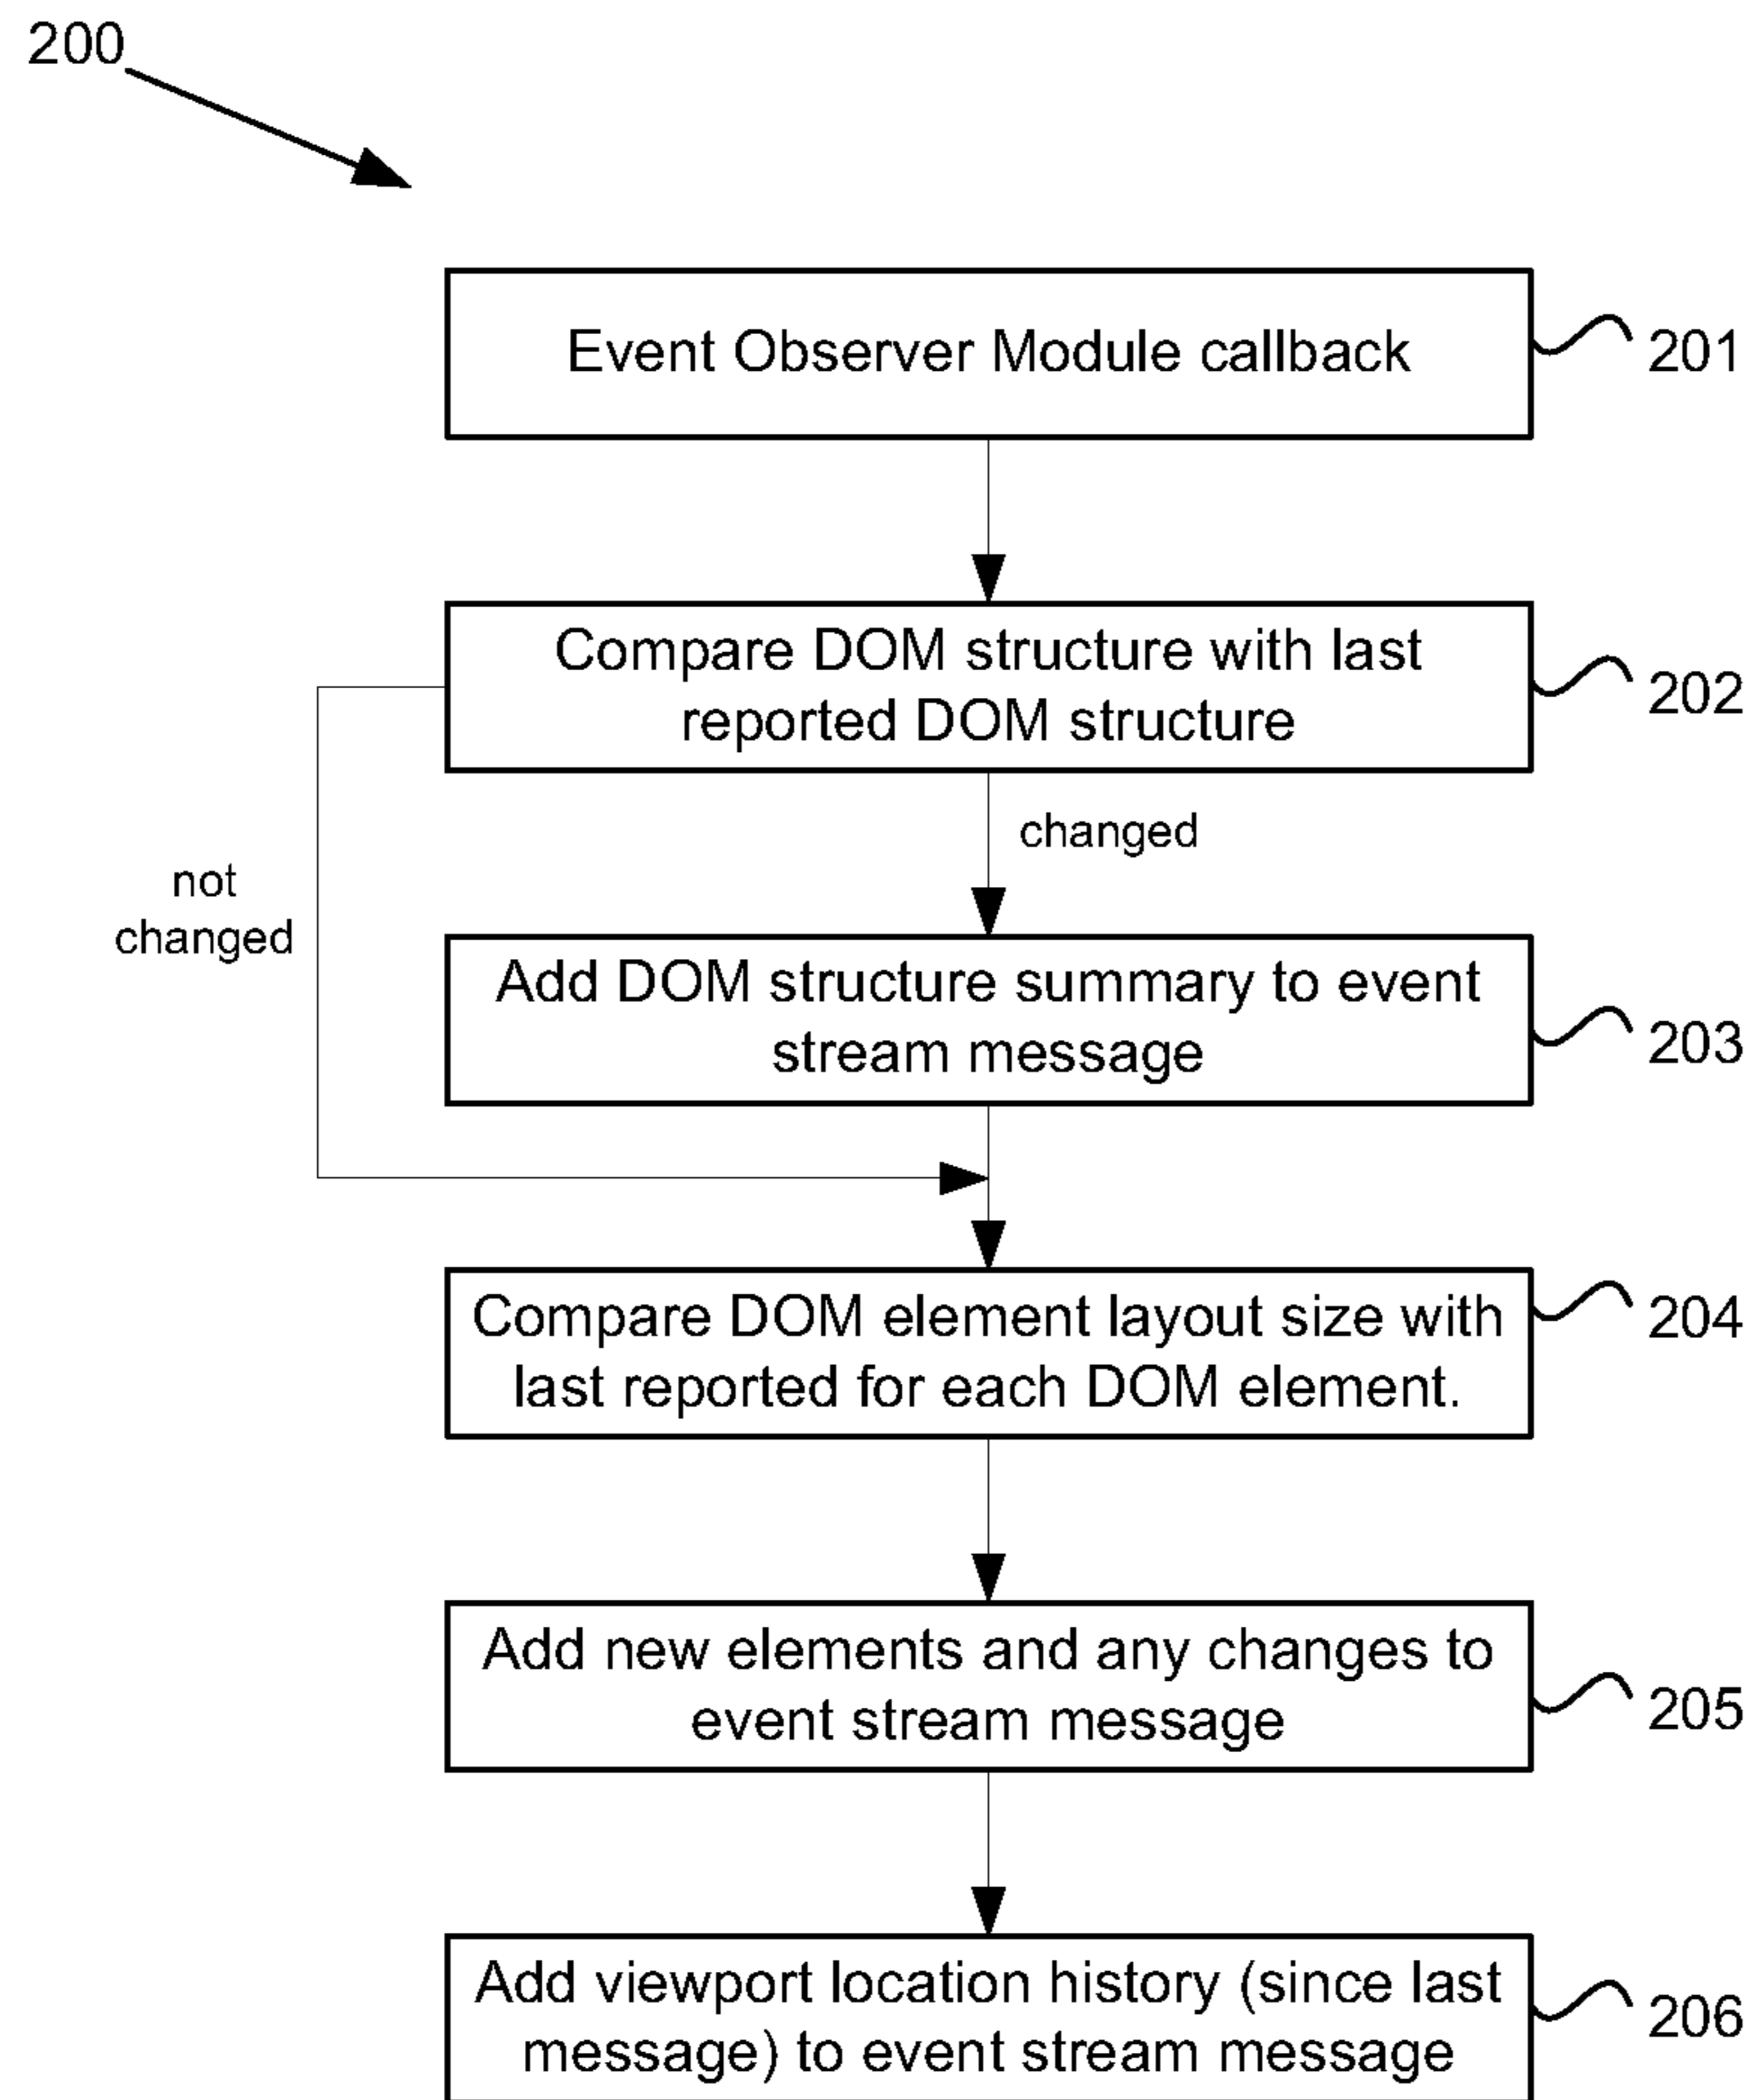 200
Event Observer Module callback
201
Compare DOM structure with last
reported DOM structure
202
changed
not
changed
Add DOM structure summary to event
stream message
203
Compare DOM element layout size with
last reported for each DOM element.
204
Add new elements and any changes to
event stream message
205
Add viewport location history (since last
message) to event stream message
206